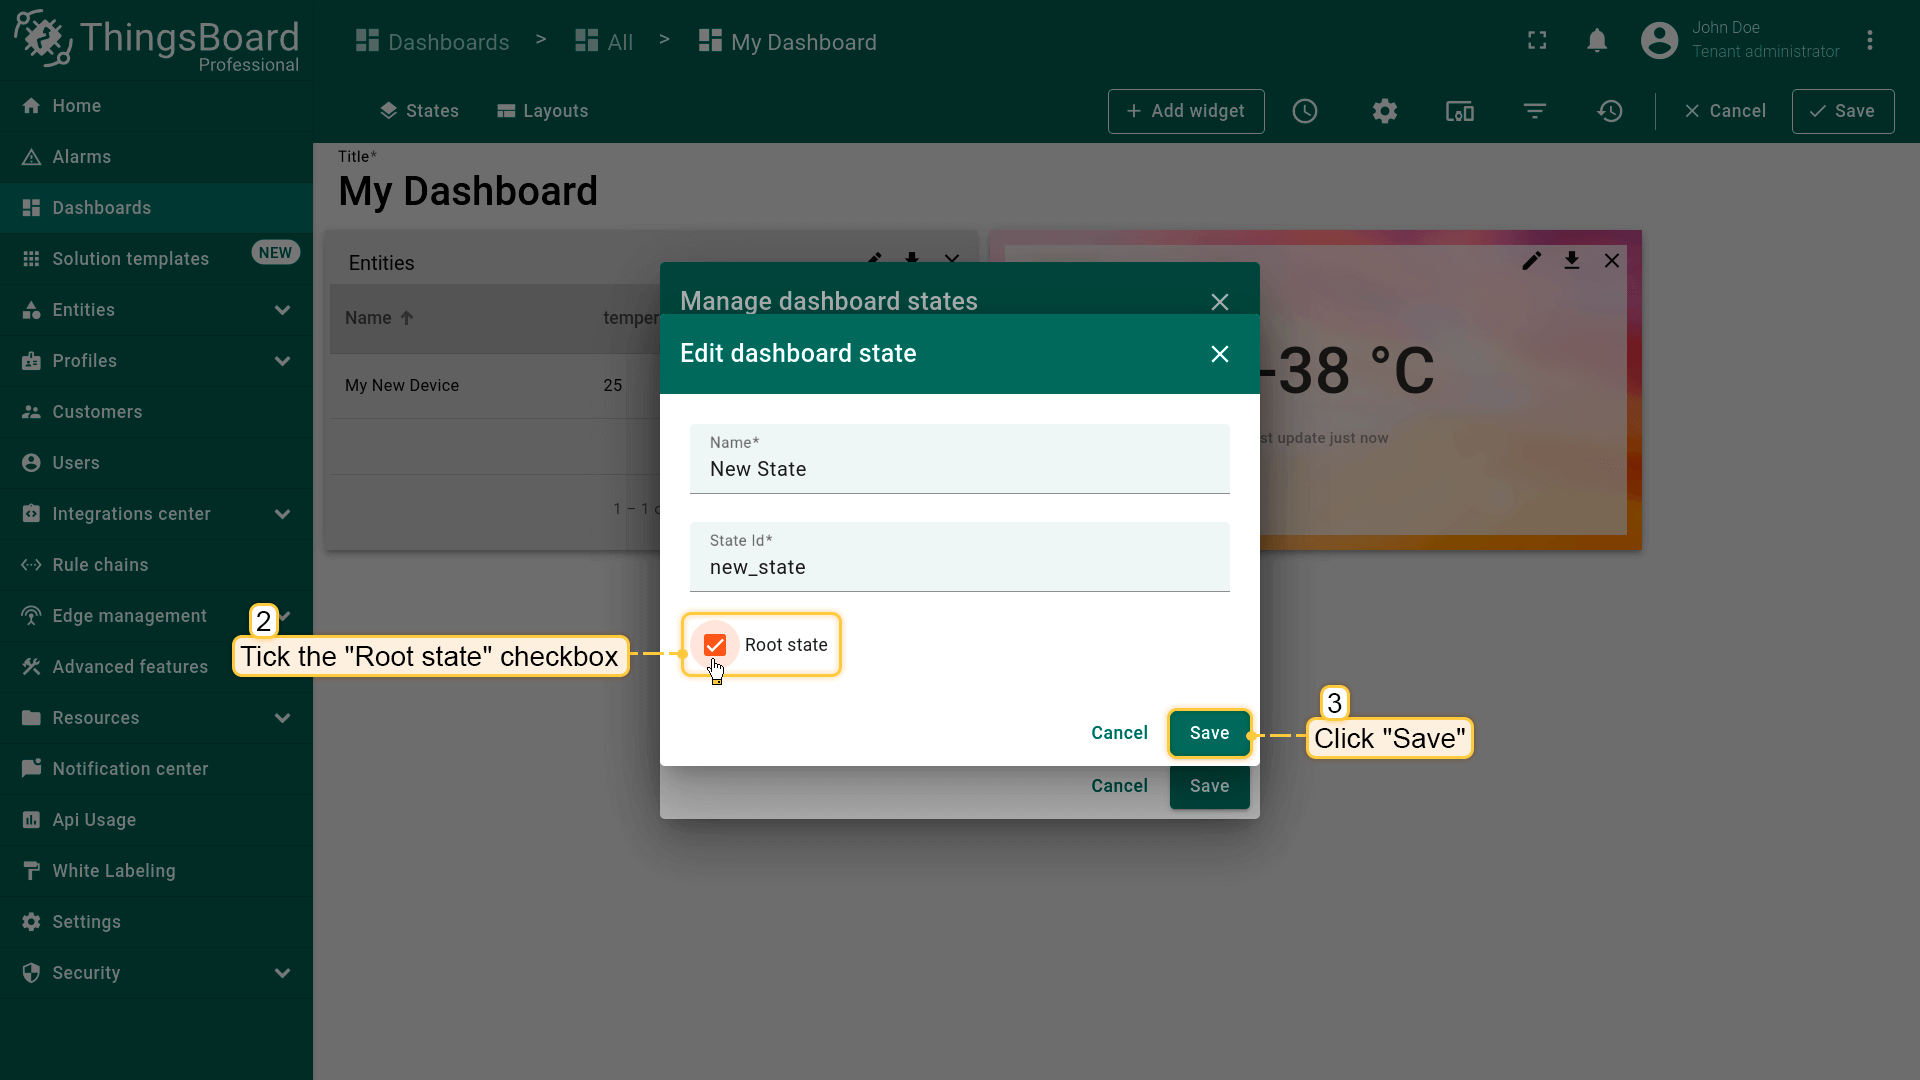 ThingsBoard
Professional
Dashboards > All > My Dashboard
John Doe
Tenant administrator
States
Layouts
+ Add widget
Cancel
Save
Home
Alarms
Dashboards
Solution templates
NEW
Entities
Profiles
Customers
Users
Integrations center
Rule chains
Edge management
Advanced features
Resources
Notification center
Api Usage
White Labeling
Settings
Security
Title*
My Dashboard
Entities
Name
My New Device
25
1 – 1
-38 °C
update just now
Manage dashboard states
Edit dashboard state
Name*
New State
State Id*
new_state
Root state
Cancel
Save
Cancel
Save
2
Tick the "Root state" checkbox
3
Click "Save"